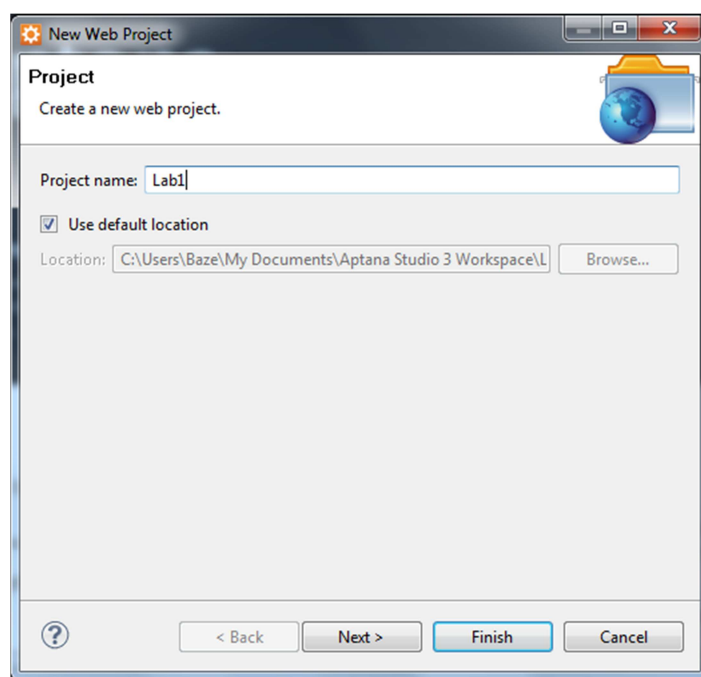 New Web Project
Project
Create a new web project.
Project name: Lab1
Use default location
Location: C:\Users\Baze\My Documents\Aptana Studio 3 Workspace\L Browse...
? < Back Next > Finish Cancel